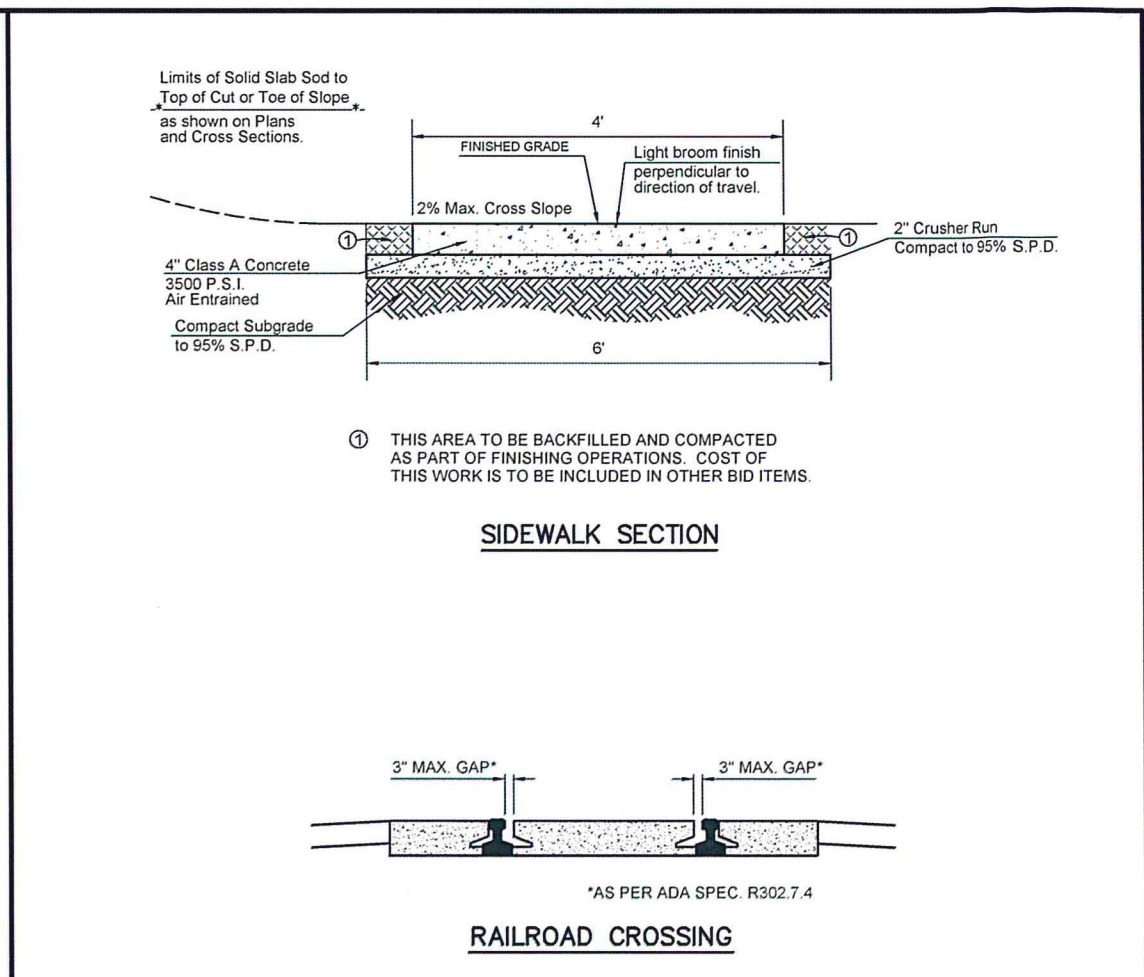 Limits of Solid Slab Sod to
*Top of Cut or Toe of Slope*
as shown on Plans
and Cross Sections.
4'
FINISHED GRADE
Light broom finish
perpendicular to
direction of travel.
2% Max. Cross Slope
①
①
2" Crusher Run
Compact to 95% S.P.D.
4" Class A Concrete
3500 P.S.I.
Air Entrained
Compact Subgrade
to 95% S.P.D.
6'
① THIS AREA TO BE BACKFILLED AND COMPACTED
AS PART OF FINISHING OPERATIONS. COST OF
THIS WORK IS TO BE INCLUDED IN OTHER BID ITEMS.
SIDEWALK SECTION
3" MAX. GAP*
3" MAX. GAP*
*AS PER ADA SPEC. R302.7.4
RAILROAD CROSSING